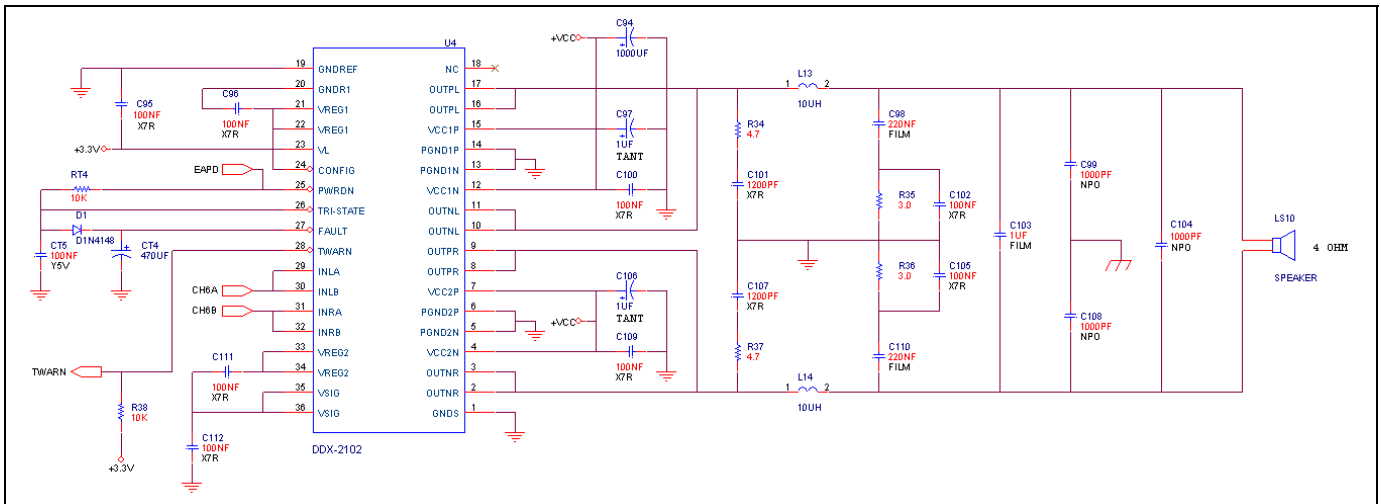 C94
+VCC
1000UF
U4
19 GNDREF
NC 18
L13
1 2
10UH
20 GNDR1
OUTPL 17
C95
100NF
X7R
C96
100NF
X7R
21 VREG1
OUTPL 16
C98
220NF
FILM
R34
4.7
22 VREG1
VCC1P 15
C97
1UF
TANT
+3.3V
23 VL
PGND1P 14
C99
1000PF
NPO
EAPD
24 CONFIG
PGND1N 13
C100
100NF
X7R
C101
1200PF
X7R
RT4
10K
25 PWRDN
VCC1N 12
R35
3.0
C102
100NF
X7R
26 TRI-STATE
OUTNL 11
D1
D1N4148
27 FAULT
OUTNL 10
C103
1UF
FILM
C104
1000PF
NPO
LS10
4 OHM
SPEAKER
CT5
100NF
Y5V
CT4
470UF
28 TWARN
OUTPR 9
29 INLA
OUTPR 8
R36
3.0
C105
100NF
X7R
CH6A
30 INLB
VCC2P 7
C106
1UF
TANT
C107
1200PF
X7R
CH6B
31 INRA
PGND2P 6
+VCC
32 INRB
PGND2N 5
C108
1000PF
NPO
33 VREG2
VCC2N 4
C109
100NF
X7R
R37
4.7
C110
220NF
FILM
TWARN
C111
100NF
X7R
34 VREG2
OUTNR 3
35 VSIG
OUTNR 2
L14
1 2
10UH
R38
10K
36 VSIG
GNDS 1
C112
100NF
X7R
DDX-2102
+3.3V